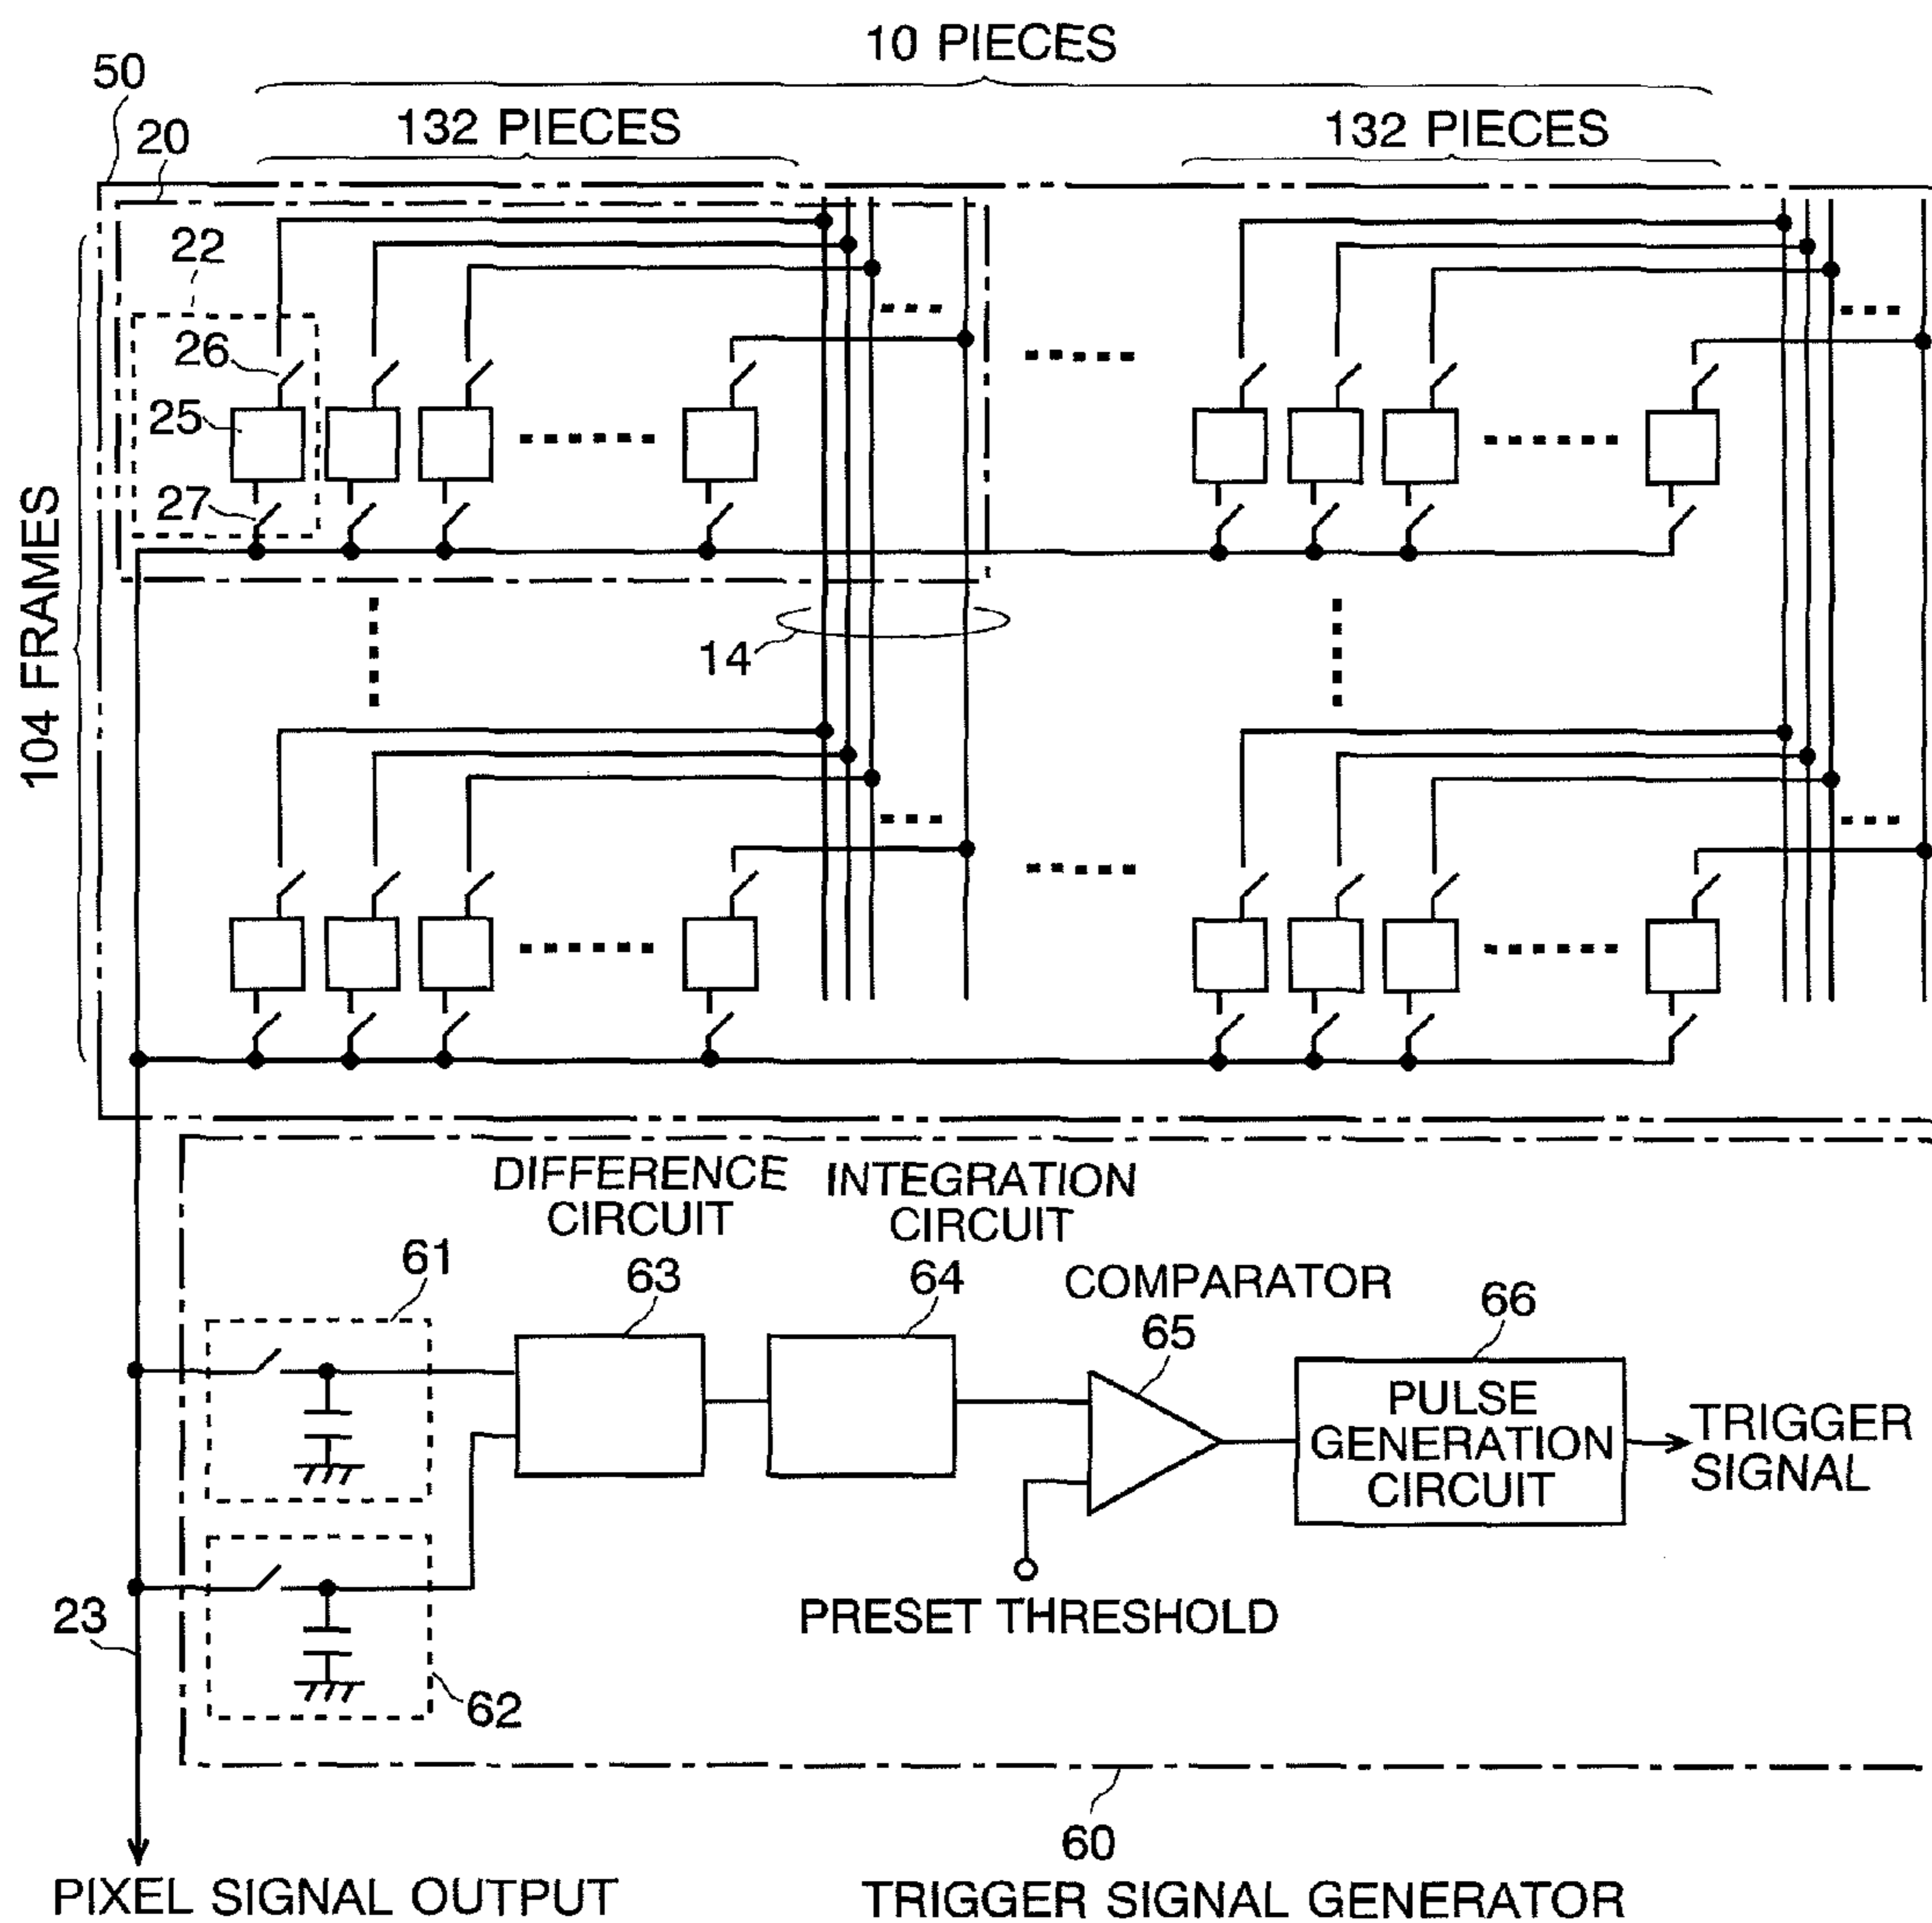 10 PIECES
50
132 PIECES
132 PIECES
20
22
26
25
27
104 FRAMES
14
DIFFERENCE
CIRCUIT
INTEGRATION
CIRCUIT
61
63
64
COMPARATOR
65
66
PULSE
GENERATION
CIRCUIT
TRIGGER
SIGNAL
PRESET THRESHOLD
23
62
60
PIXEL SIGNAL OUTPUT
TRIGGER SIGNAL GENERATOR